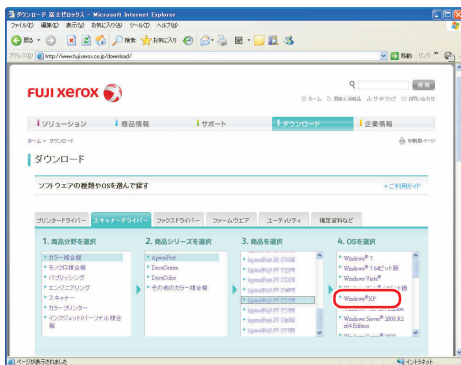 ダウンロード 富士ゼロックス - Microsoft Internet Explorer
ファイル(F) 編集(E) 表示(V) お気に入り(A) ツール(T) ヘルプ(H)
戻る 検索 お気に入り
アドレス(D) http://www.fujixerox.co.jp/download/ 移動 リンク
FUJI XEROX
検索
ホーム サイトマップ お問い合わせ
ソリューション 商品情報 サポート ダウンロード 企業情報
ホーム > ダウンロード 印刷用ページ
ダウンロード
ソフトウエアの種類やOSを選んで探す ご利用ガイド
プリンタードライバー スキャナードライバー ファクスドライバー ファームウエア ユーティリティ 補足資料など
1. 商品分野を選択 2. 商品シリーズを選択 3. 商品を選択 4. OSを選択
カラー複合機 ApeosPort Windows® 7
モノクロ複合機 DocuCentre Windows® 7 64ビット版
パブリッシング DocuColor Windows Vista®
エンジニアリング その他のカラー複合機
スキャナー Windows® XP
カラープリンター
インクジェットパーソナル複合機 Windows Server® 2008 R2 x64 Edition
ページが表示されました インターネット